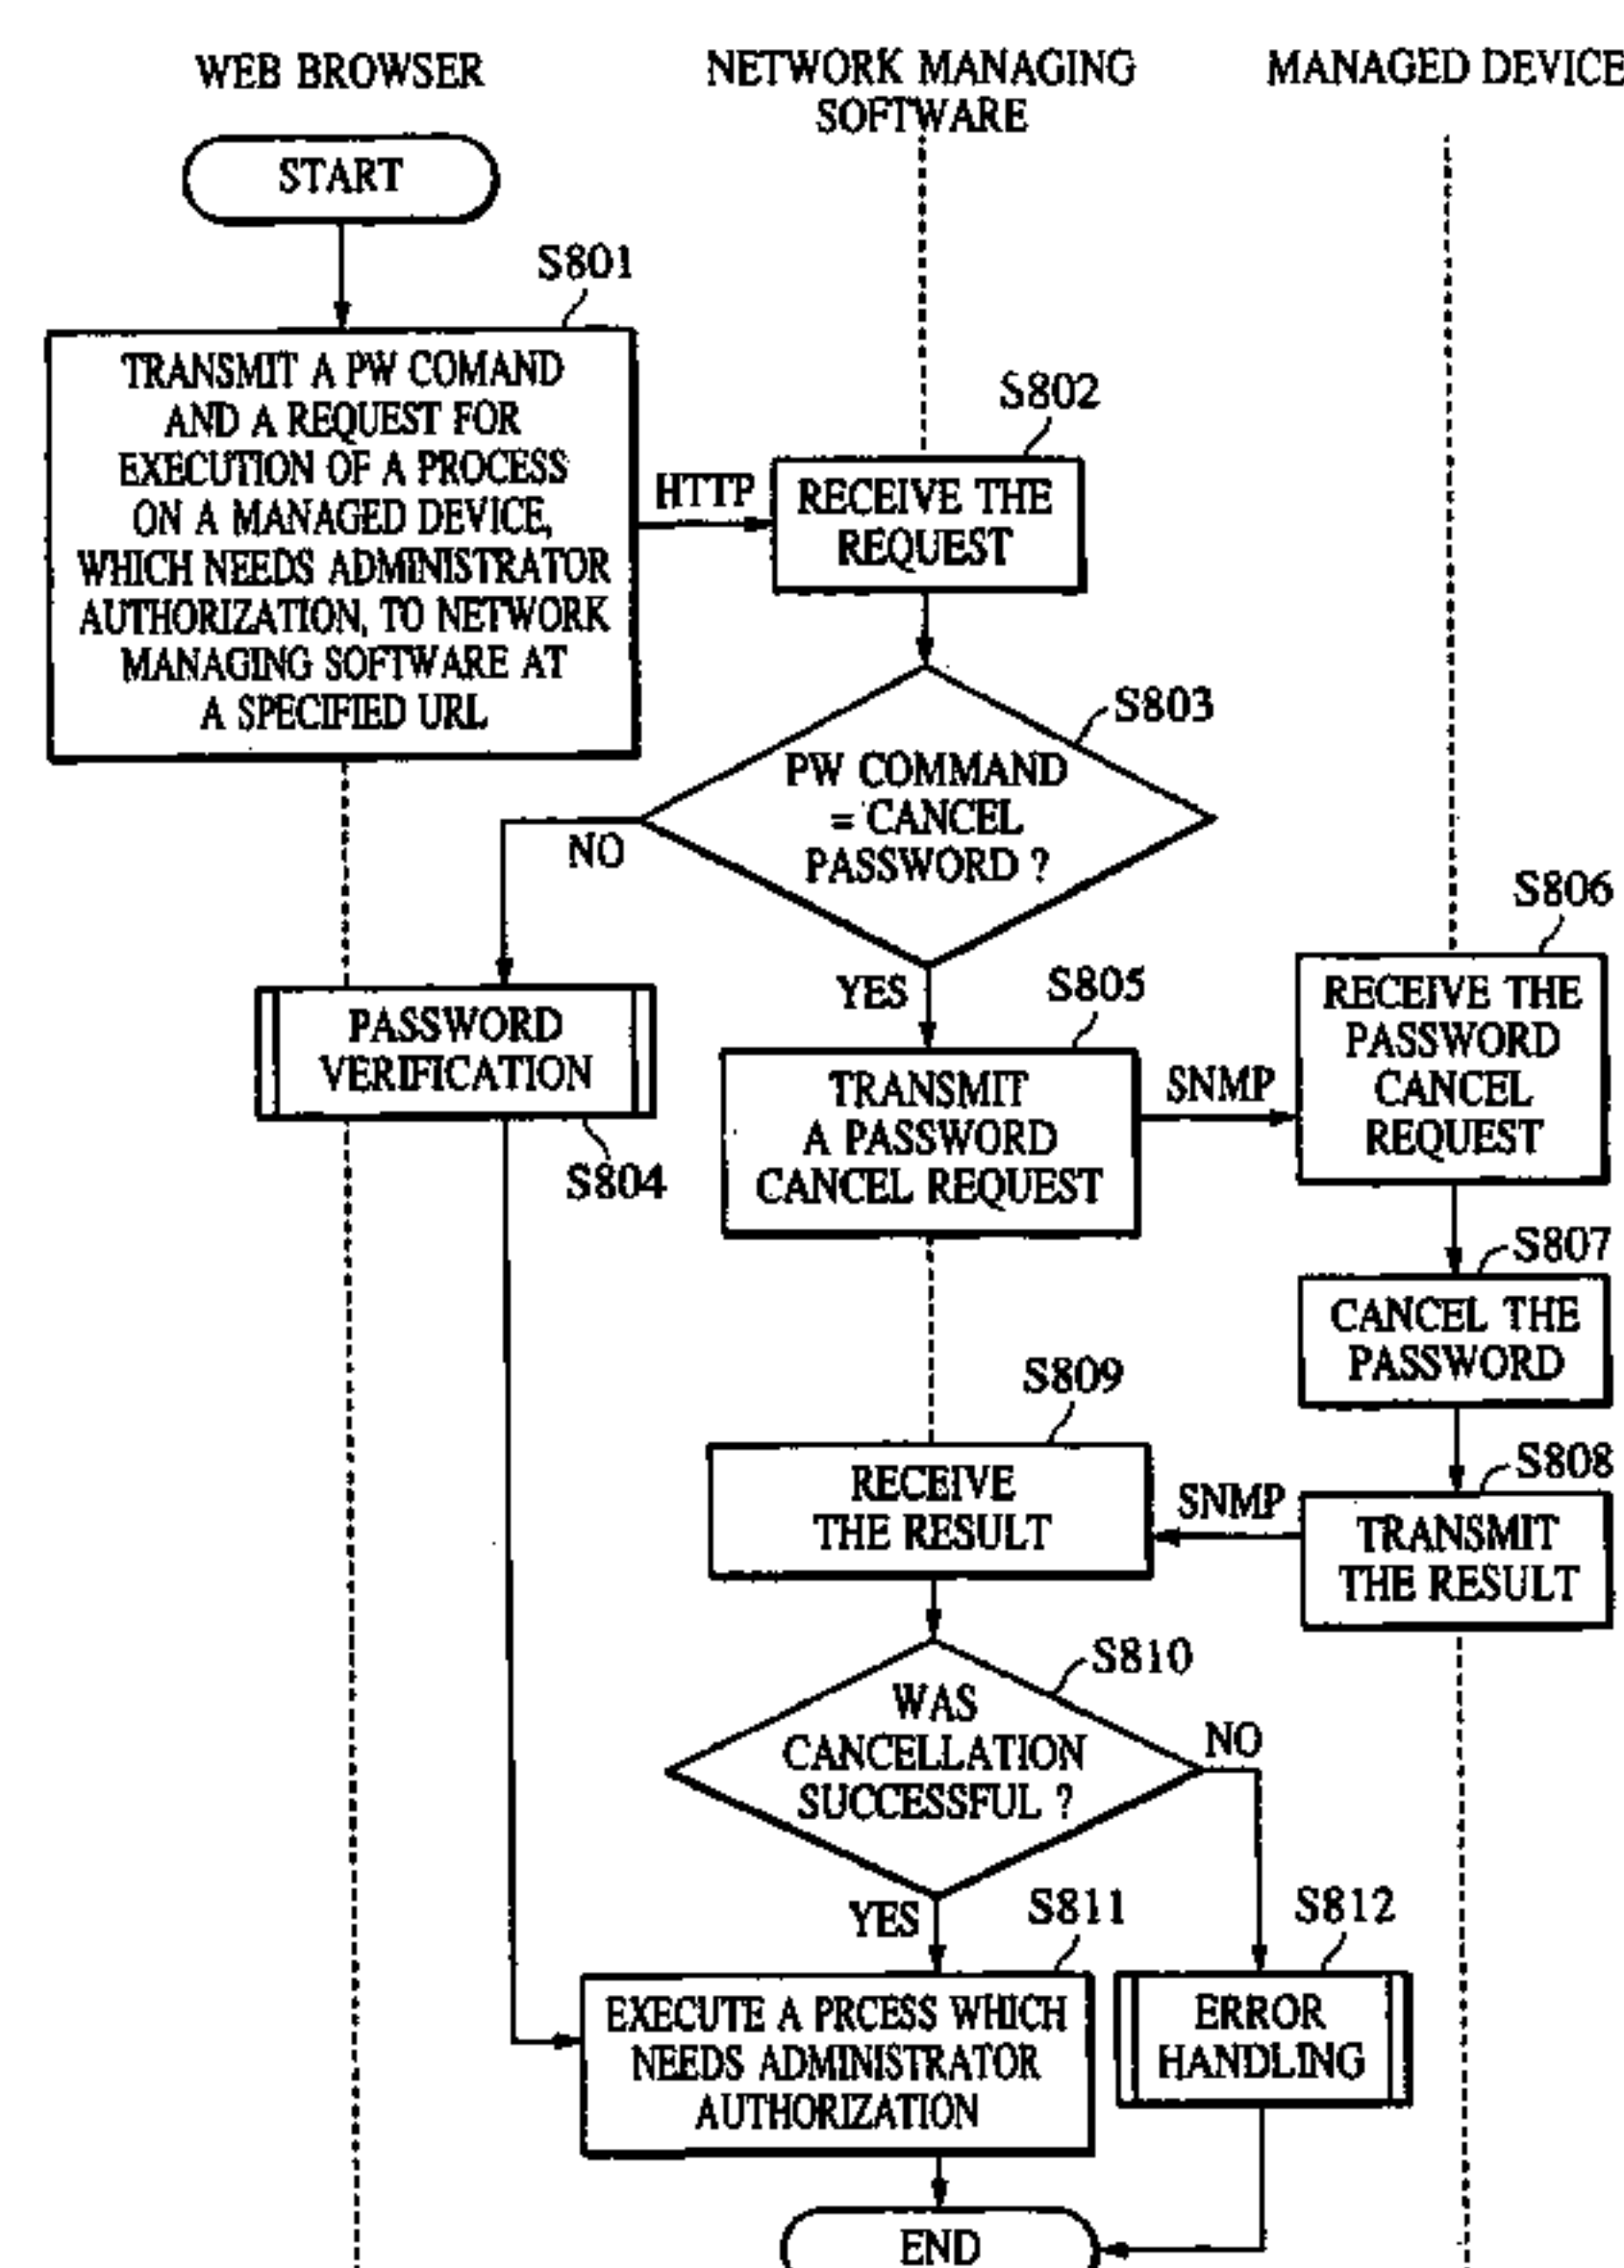 WEB BROWSER
NETWORK MANAGING
SOFTWARE
MANAGED DEVICE
START
S801
TRANSMIT A PW COMAND
AND A REQUEST FOR
EXECUTION OF A PROCESS
ON A MANAGED DEVICE,
WHICH NEEDS ADMINISTRATOR
AUTHORIZATION, TO NETWORK
MANAGING SOFTWARE AT
A SPECIFIED URL
HTTP
S802
RECEIVE THE
REQUEST
S803
PW COMMAND
= CANCEL
PASSWORD ?
NO
YES
PASSWORD
VERIFICATION
S804
S805
TRANSMIT
A PASSWORD
CANCEL REQUEST
SNMP
S806
RECEIVE THE
PASSWORD
CANCEL
REQUEST
S807
CANCEL THE
PASSWORD
S808
TRANSMIT
THE RESULT
SNMP
S809
RECEIVE
THE RESULT
S810
WAS
CANCELLATION
SUCCESSFUL ?
NO
YES
S811
EXECUTE A PRCESS WHICH
NEEDS ADMINISTRATOR
AUTHORIZATION
S812
ERROR
HANDLING
END